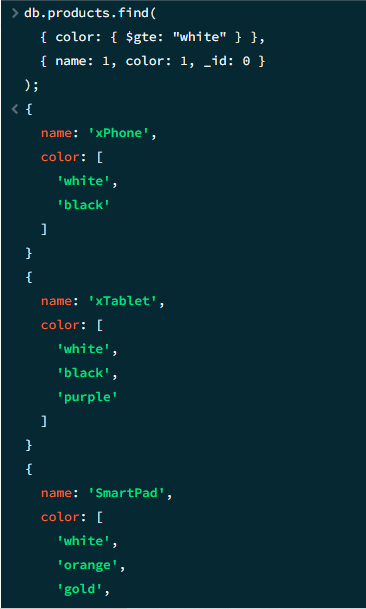 > db.products.find(
{ color: { $gte: "white" } },
{ name: 1, color: 1, _id: 0 }
);
< {
name: 'xPhone',
color: [
'white',
'black'
]
}
{
name: 'xTablet',
color: [
'white',
'black',
'purple'
]
}
{
name: 'SmartPad',
color: [
'white',
'orange',
'gold',